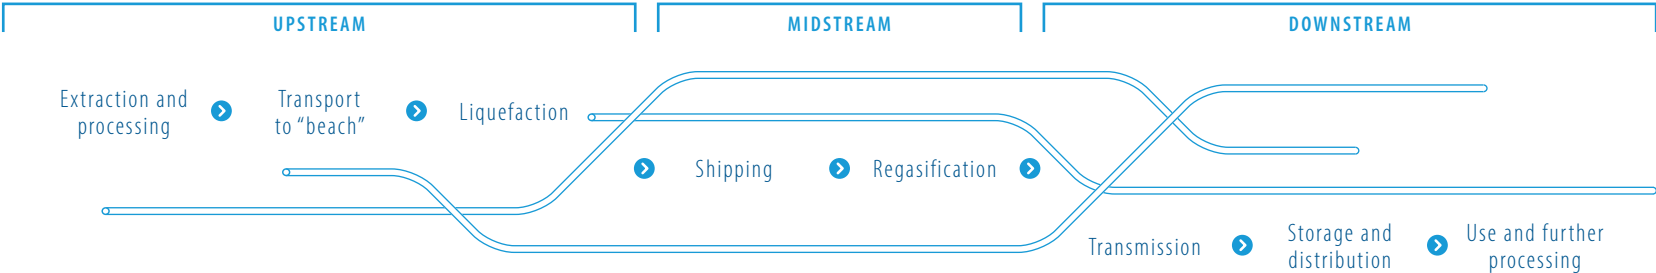 UPSTREAM
MIDSTREAM
DOWNSTREAM
Extraction and
processing
Transport
to “beach”
Liquefaction
Shipping
Regasification
Transmission
Storage and
distribution
Use and further
processing